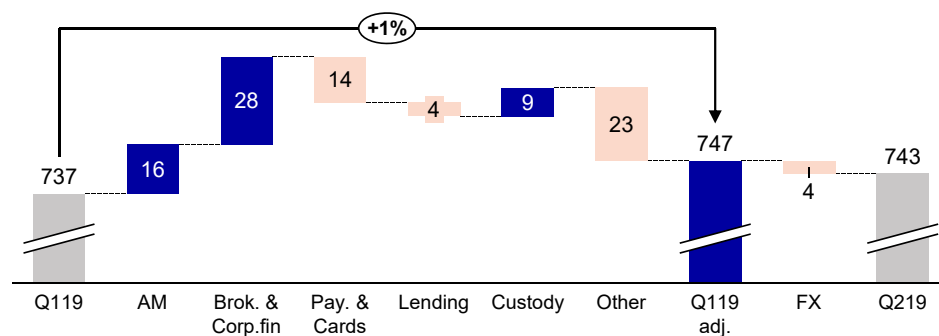 +1%
737
16
28
14
4
9
23
747
4
743
Q119
AM
Brok. &
Corp.fin
Pay. &
Cards
Lending
Custody
Other
Q119
adj.
FX
Q219